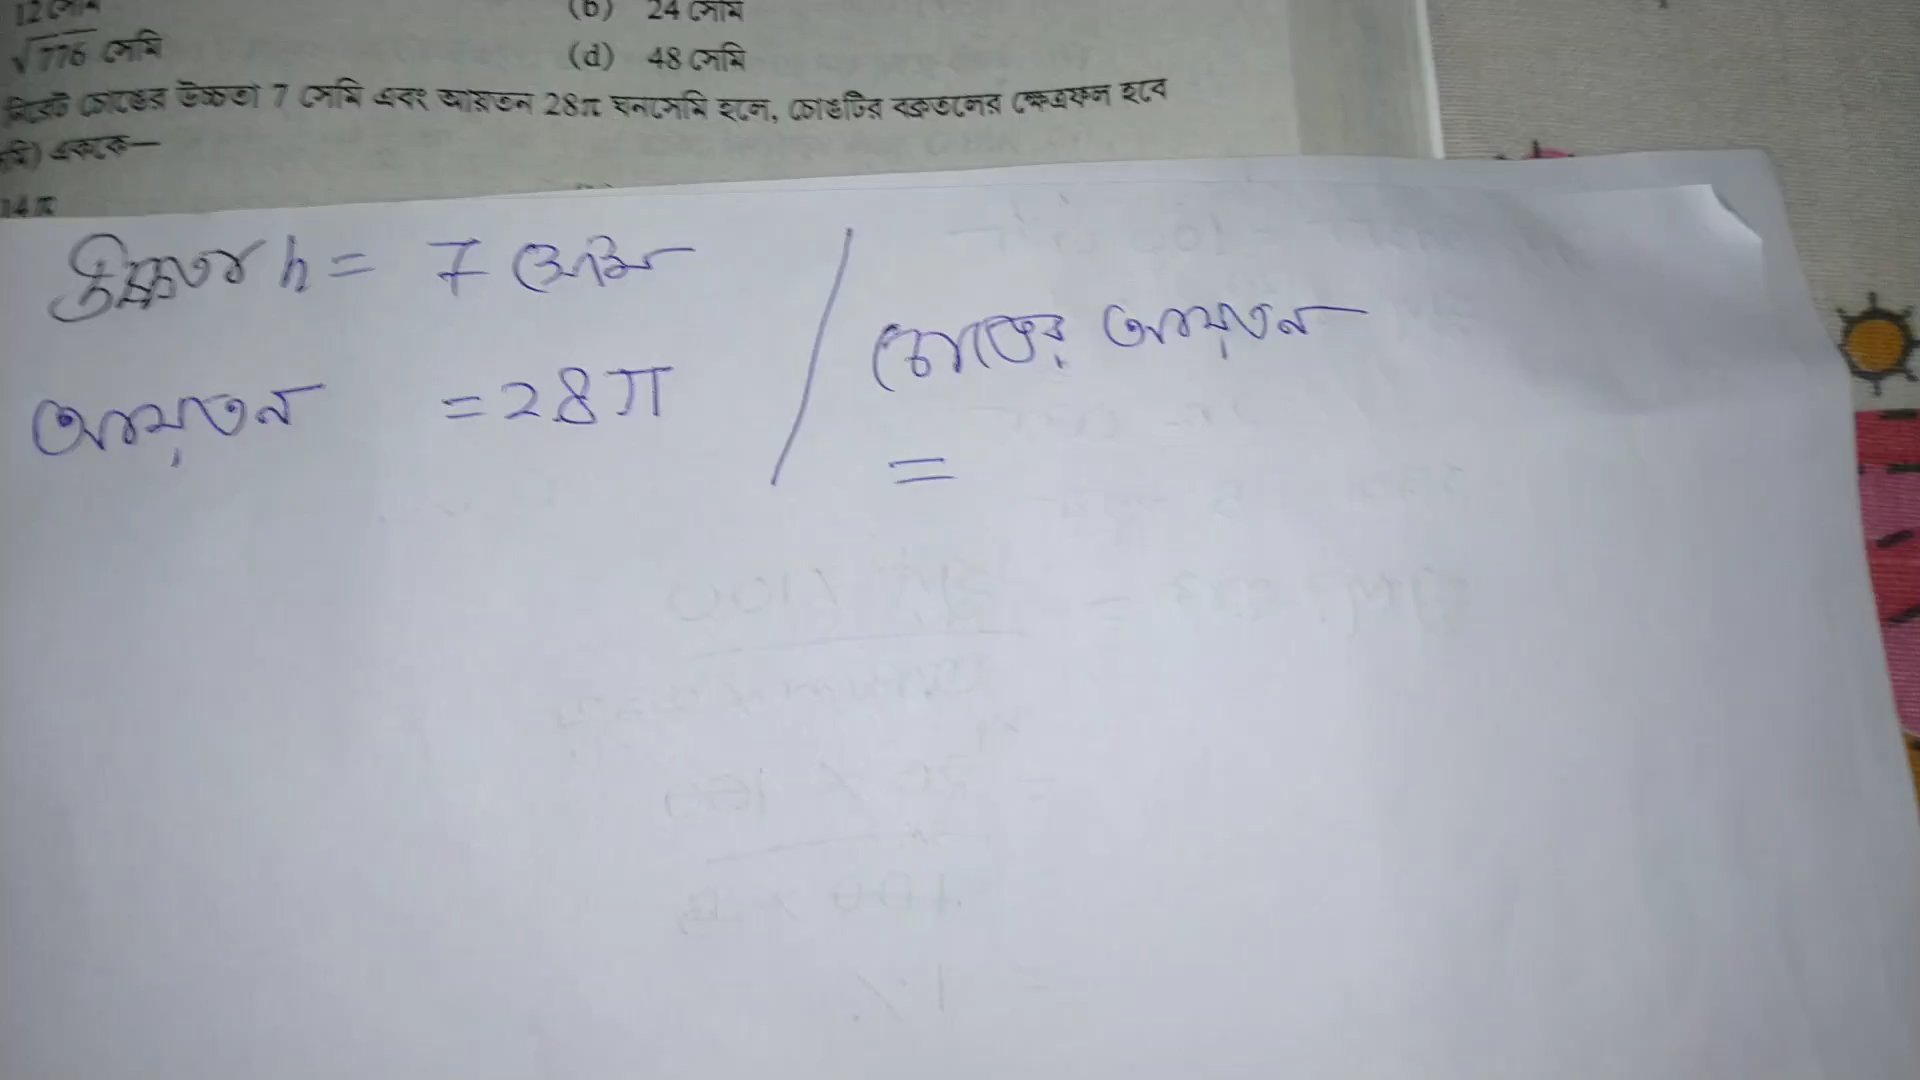 12 সেমি (b) 24 সেমি
√776 সেমি (d) 48 সেমি
নিরেট চোঙের উচ্চতা 7 সেমি এবং আয়তন 28π ঘনসেমি হলে, চোঙটির বক্রতলের ক্ষেত্রফল হবে
এককে—
14π
উচ্চতা h = 7 সেমি
চোঙের আয়তন
আয়তন = 28π
=